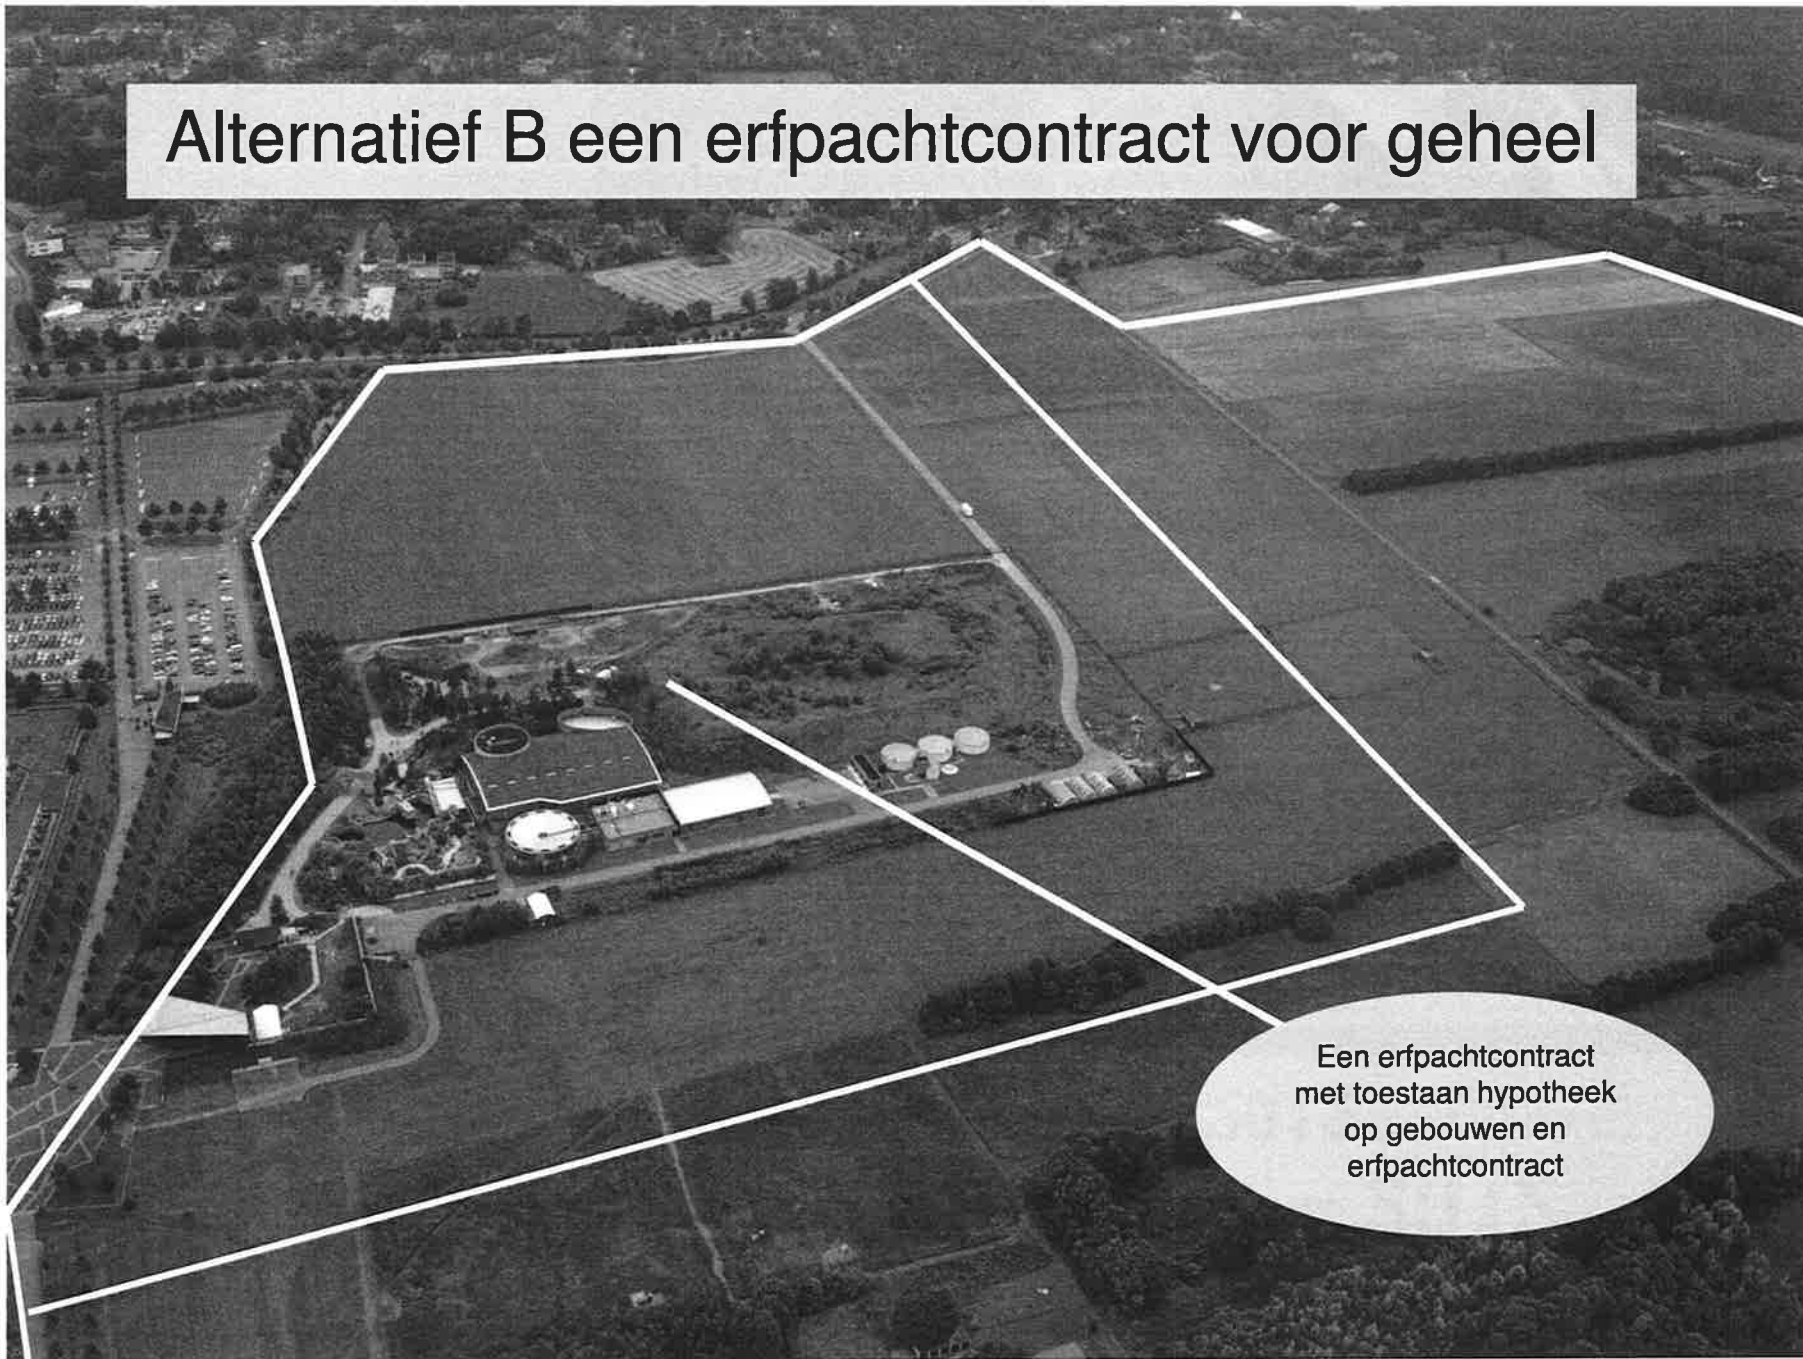 Alternatief B een erfpachtcontract voor geheel
Een erfpachtcontract
met toestaan hypotheek
op gebouwen en
erfpachtcontract